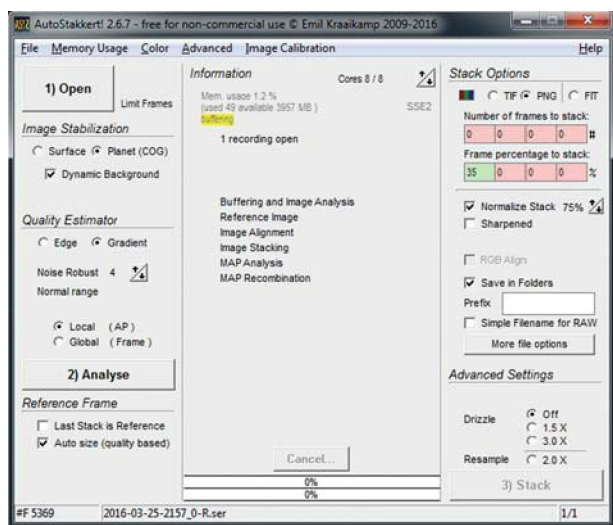 AutoStakkert! 2.6.7 - free for non-commercial use © Emil Kraaikamp 2009-2016
File Memory Usage Color Advanced Image Calibration Help
1) Open
Limit Frames
Image Stabilization
Surface Planet (COG)
Dynamic Background
Quality Estimator
Edge Gradient
Noise Robust 4
Normal range
Local (AP)
Global (Frame)
2) Analyse
Reference Frame
Last Stack is Reference
Auto size (quality based)
Information
Cores 8 / 8
Mem. usage 1.2 %
(used 49 available 3957 MB )
SSE2
buffering
1 recording open
Buffering and Image Analysis
Reference Image
Image Alignment
Image Stacking
MAP Analysis
MAP Recombination
Cancel...
0%
0%
Stack Options
TIF PNG FIT
Number of frames to stack:
0 0 0 0 #
Frame percentage to stack:
35 0 0 0 %
Normalize Stack 75%
Sharpened
RGB Align
Save in Folders
Prefix
Simple Filename for RAW
More file options
Advanced Settings
Drizzle
Off
1.5 X
3.0 X
Resample 2.0 X
3) Stack
#F 5369 2016-03-25-2157_0-R.ser 1/1